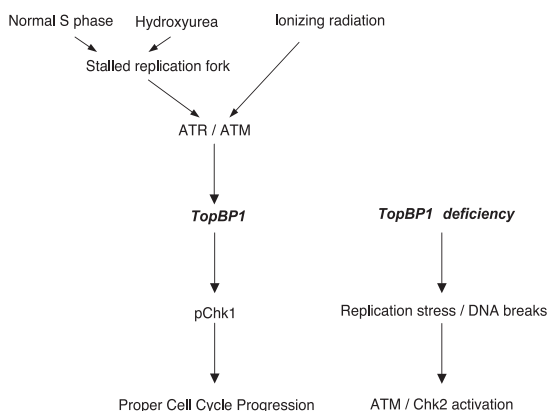 Normal S phase
Hydroxyurea
Ionizing radiation
Stalled replication fork
ATR / ATM
TopBP1
TopBP1 deficiency
pChk1
Replication stress / DNA breaks
Proper Cell Cycle Progression
ATM / Chk2 activation